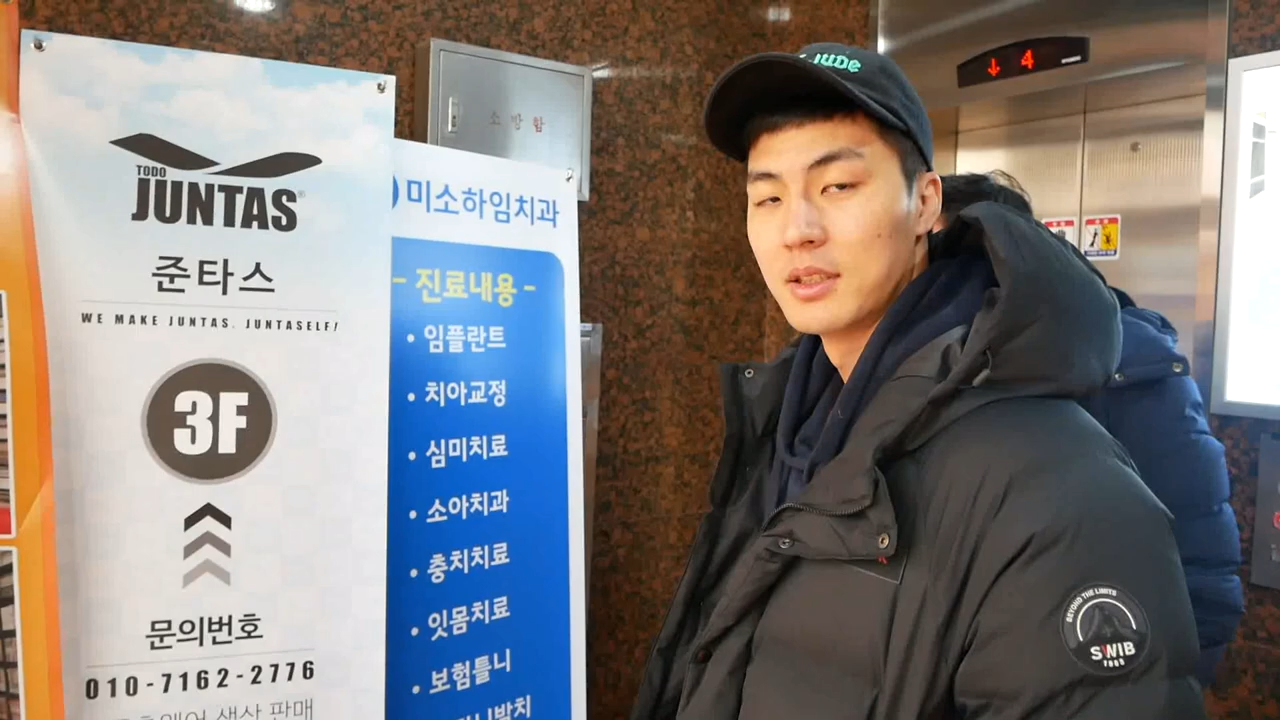 TODO
JUNTAS®
준타스
WE MAKE JUNTAS. JUNTASELF!
3F
문의번호
010-7162-2776
미소하임치과
- 진료내용 -
• 임플란트
• 치아교정
• 심미치료
• 소아치과
• 충치치료
• 잇몸치료
• 보험틀니
소방함
↓ 4
BEYOND THE LIMITS
SWIB